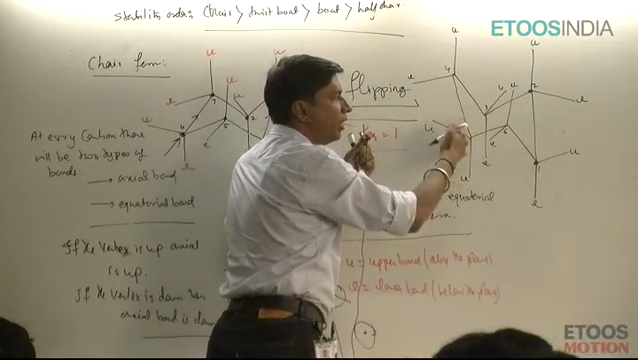 stability order: Chair > twist boat > boat > half chair
ETOOSINDIA
Chair form:
flipping
At every Carbon there
will be two types of
bonds:
→ axial bond
→ equatorial bond
If the Vertex is up axial
is up.
If the Vertex is down then
axial bond is down
= 1
equatorial
u = upper bond (above the plane)
l = lower bond (below the plane)
ETOOS
MOTION